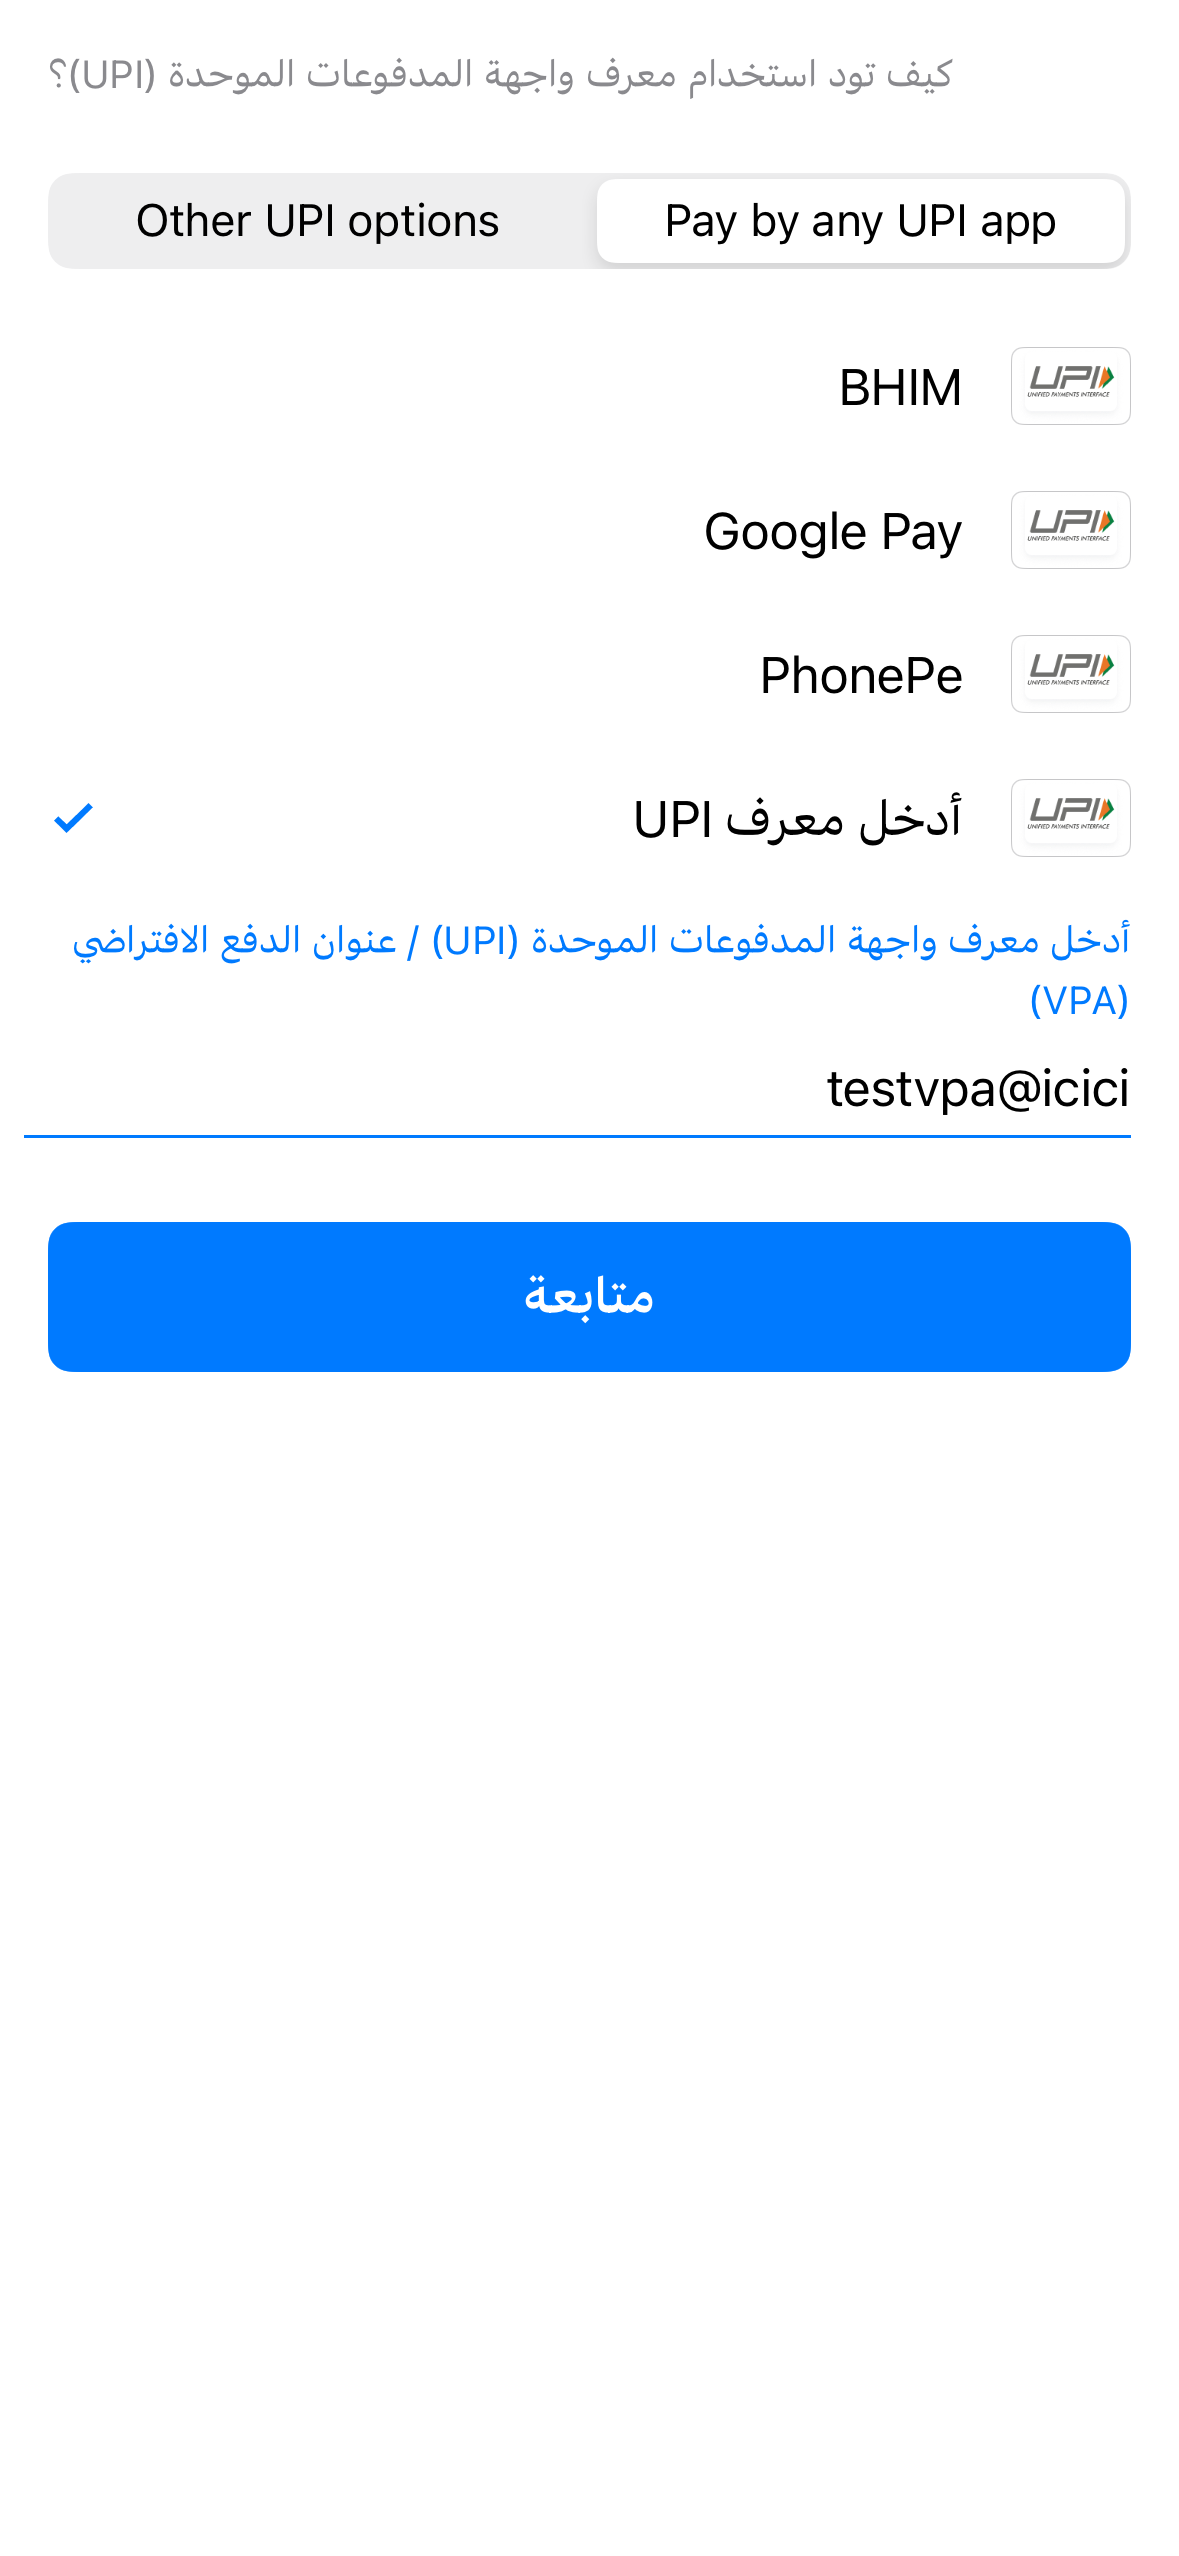 كيف تود استخدام معرف واجهة المدفوعات الموحدة (UPI)؟
Pay by any UPI app
Other UPI options
UPI
UNIFIED PAYMENTS INTERFACE
BHIM
UPI
UNIFIED PAYMENTS INTERFACE
Google Pay
UPI
UNIFIED PAYMENTS INTERFACE
PhonePe
UPI
UNIFIED PAYMENTS INTERFACE
أدخل معرف UPI
أدخل معرف واجهة المدفوعات الموحدة (UPI) / عنوان الدفع الافتراضي
(VPA)
testvpa@icici
متابعة